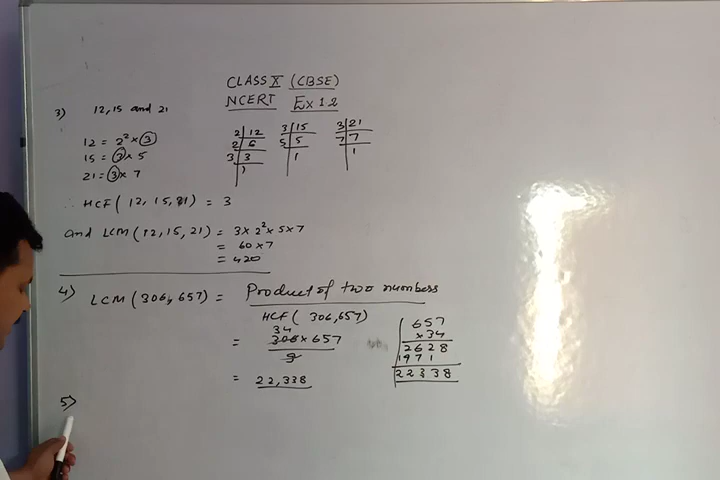 CLASS X (CBSE)
NCERT Ex 1.2
3) 12, 15 and 21
12 = 2² × 3
15 = 3 × 5
21 = 3 × 7
2 | 12
2 | 6
3 | 3
1
3 | 15
5 | 5
1
3 | 21
7 | 7
1
∴ HCF( 12, 15, 21) = 3
and LCM (12, 15, 21) = 3 × 2² × 5 × 7
= 60 × 7
= 420
4) LCM (306, 657) = Product of two numbers
HCF ( 306, 657)
34
= 306 × 657
9
= 22,338
657
× 34
2628
1971
22338
5)